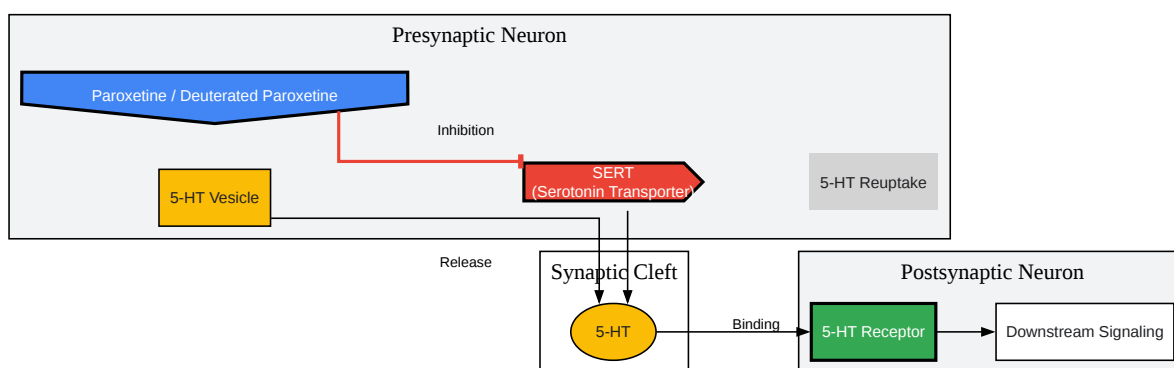 Presynaptic Neuron
Paroxetine / Deuterated Paroxetine
Inhibition
SERT
(Serotonin Transporter)
5-HT Vesicle
5-HT Reuptake
Release
Synaptic Cleft
Postsynaptic Neuron
5-HT
Binding
5-HT Receptor
Downstream Signaling